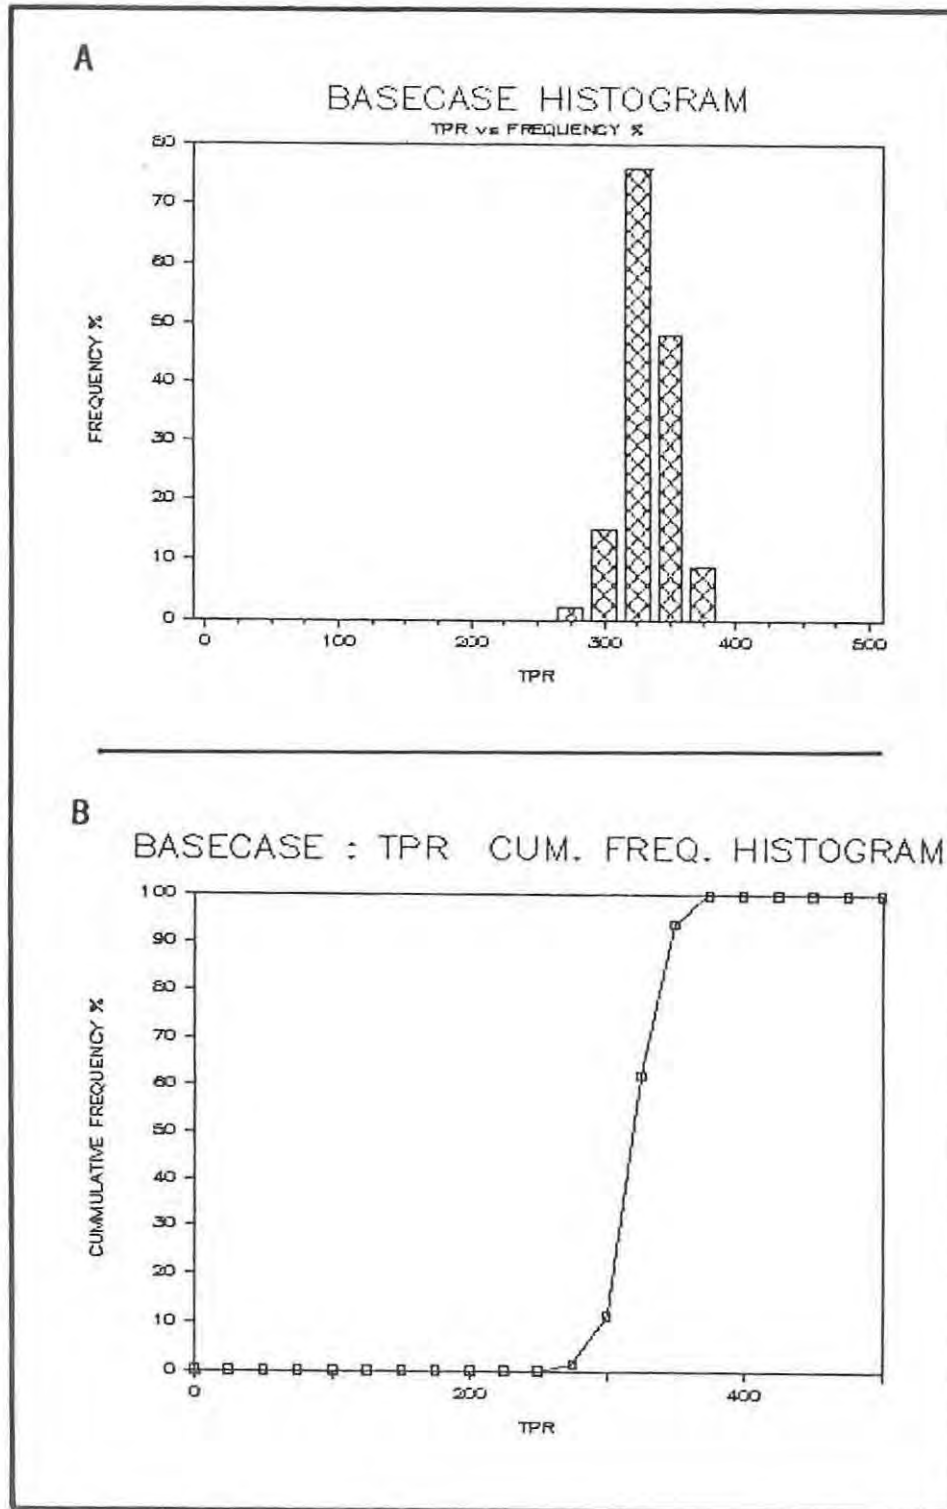 A
BASECASE HISTOGRAM
TPR vs FREQUENCY %
80
70
60
50
40
30
20
10
0
FREQUENCY %
0 100 200 300 400 500
TPR
B
BASECASE : TPR CUM. FREQ. HISTOGRAM
100
90
80
70
60
50
40
30
20
10
0
CUMMULATIVE FREQUENCY %
0 200 400
TPR